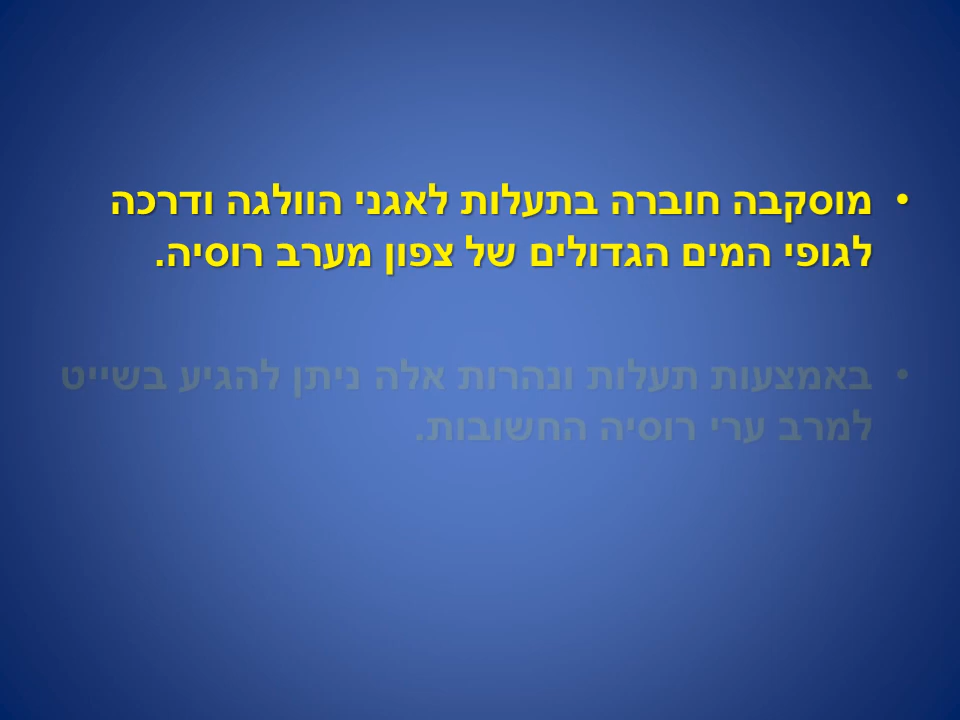 • מוסקבה חוברה בתעלות לאגני הוולגה ודרכה
לגופי המים הגדולים של צפון מערב רוסיה.
• באמצעות תעלות ונהרות אלה ניתן להגיע בשייט
למרב ערי רוסיה החשובות.